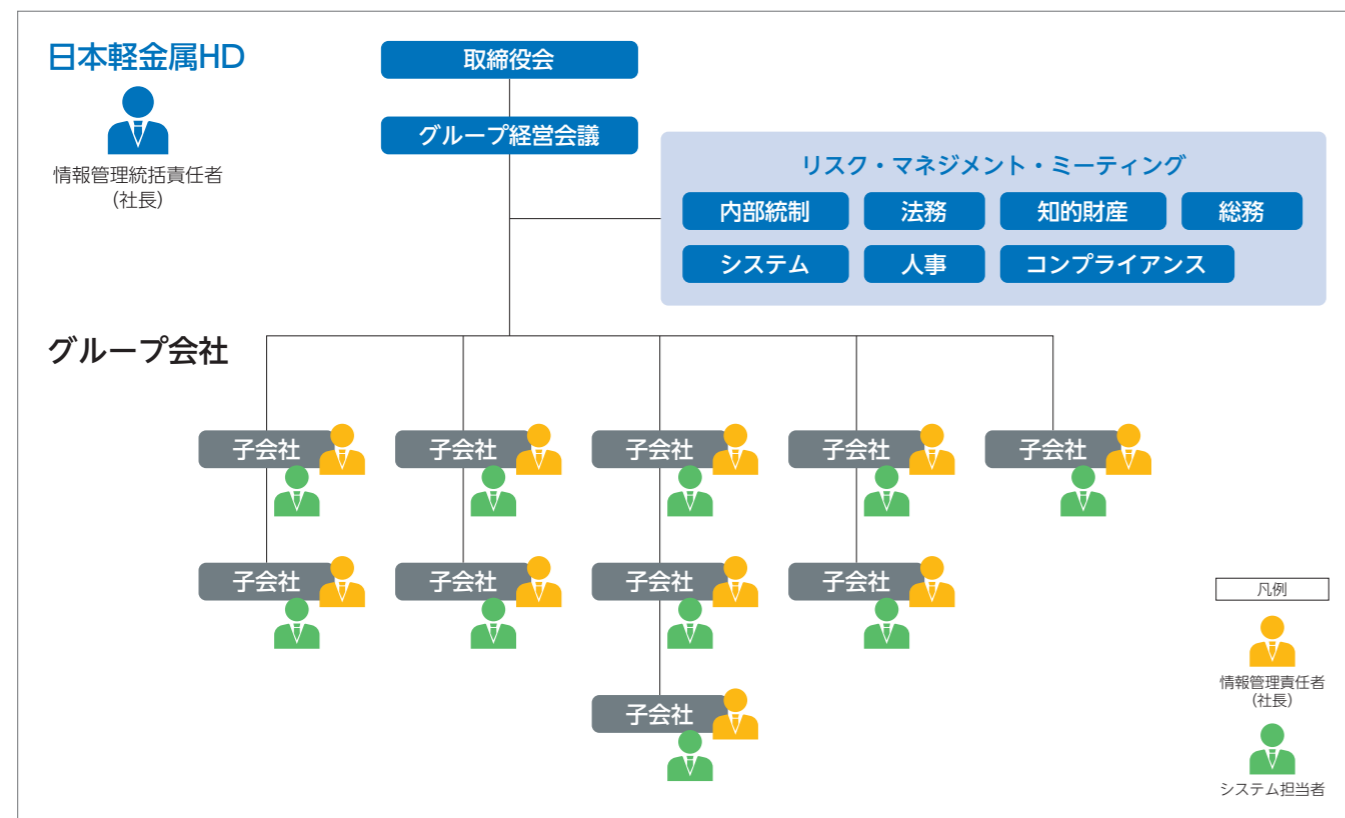 日本軽金属HD
情報管理統括責任者
(社長)
取締役会
グループ経営会議
リスク・マネジメント・ミーティング
内部統制 法務 知的財産 総務
システム 人事 コンプライアンス
グループ会社
子会社 子会社 子会社 子会社 子会社
子会社 子会社 子会社 子会社
子会社
凡例
情報管理責任者
(社長)
システム担当者